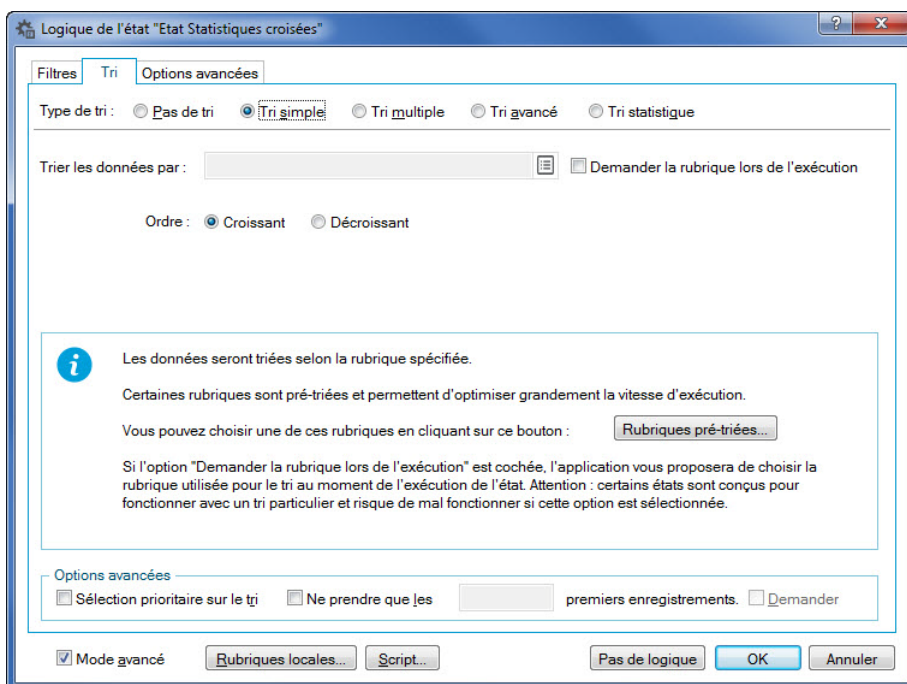 Logique de l'état "Etat Statistiques croisées"
Filtres Tri Options avancées
Type de tri : Pas de tri Tri simple Tri multiple Tri avancé Tri statistique
Trier les données par : Demander la rubrique lors de l'exécution
Ordre : Croissant Décroissant
Les données seront triées selon la rubrique spécifiée.
Certaines rubriques sont pré-triées et permettent d'optimiser grandement la vitesse d'exécution.
Vous pouvez choisir une de ces rubriques en cliquant sur ce bouton : Rubriques pré-triées...
Si l'option "Demander la rubrique lors de l'exécution" est cochée, l'application vous proposera de choisir la
rubrique utilisée pour le tri au moment de l'exécution de l'état. Attention : certains états sont conçus pour
fonctionner avec un tri particulier et risque de mal fonctionner si cette option est sélectionnée.
Options avancées
Sélection prioritaire sur le tri Ne prendre que les premiers enregistrements. Demander
Mode avancé Rubriques locales... Script... Pas de logique OK Annuler